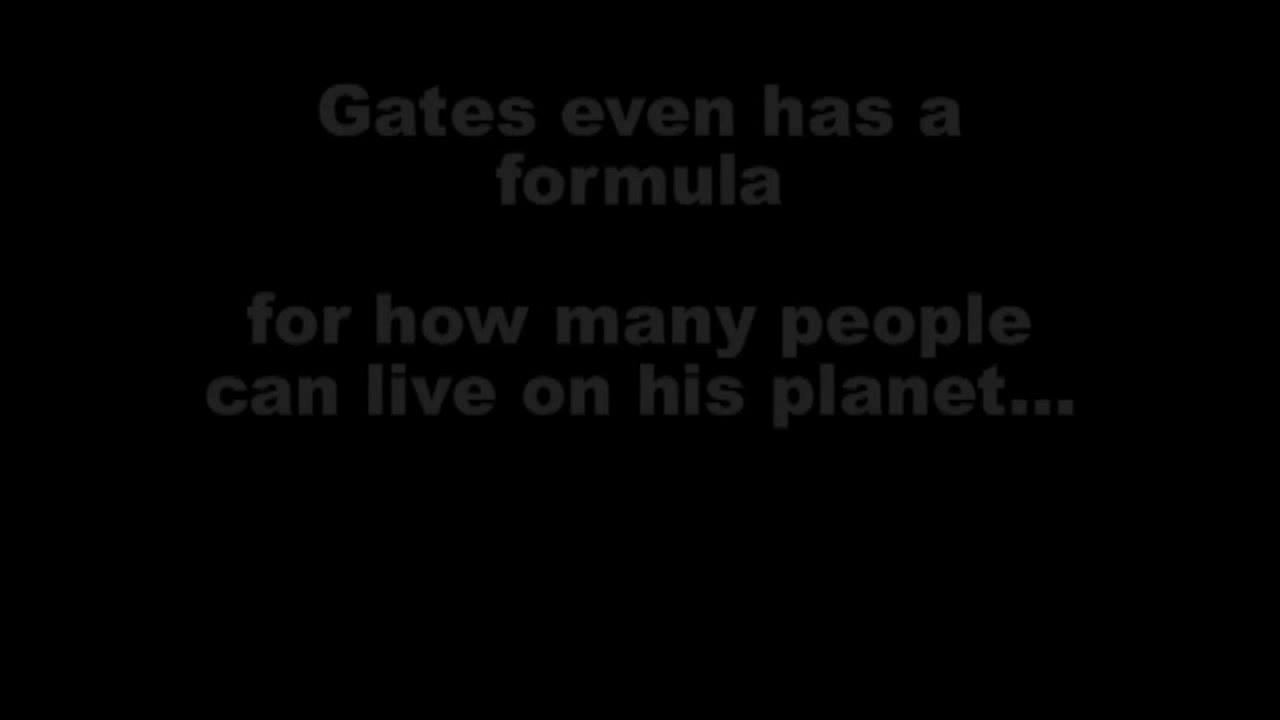 Gates even has a
formula
for how many people
can live on his planet...